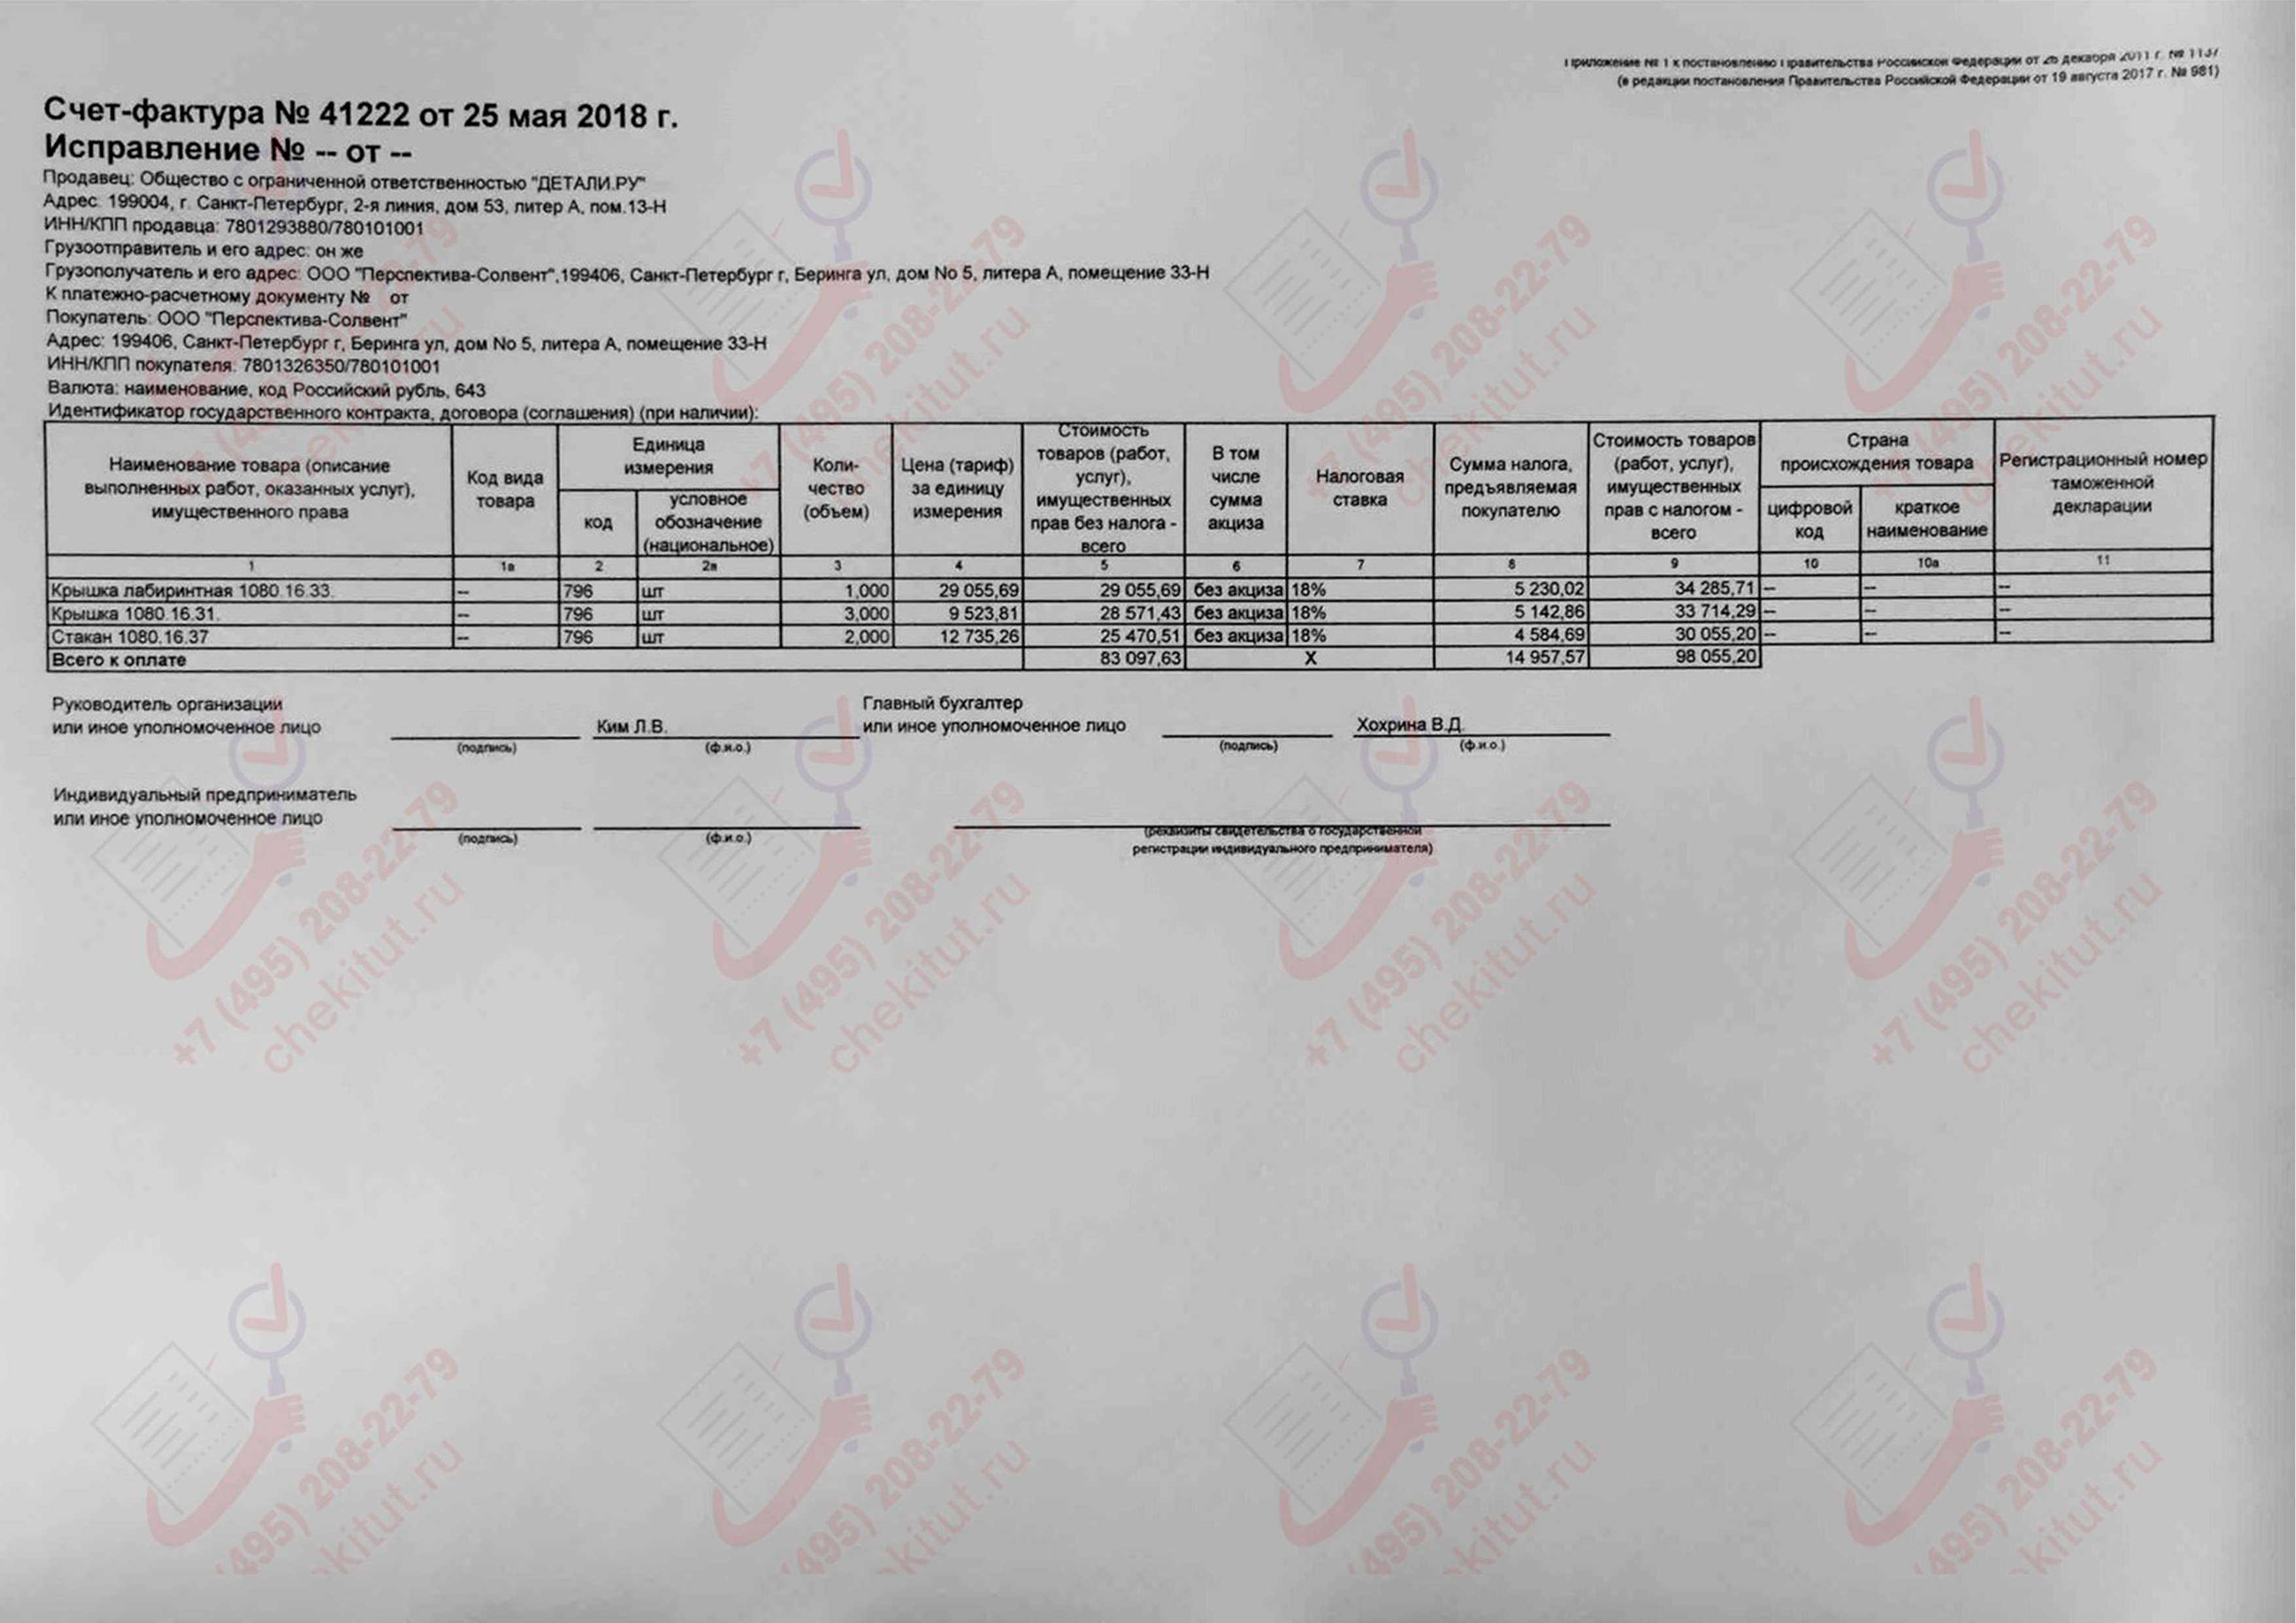 Приложение № 1 к постановлению Правительства Российской Федерации от 26 декабря 2011 г. № 1137
(в редакции постановления Правительства Российской Федерации от 19 августа 2017 г. № 981)
Счет-фактура № 41222 от 25 мая 2018 г.
Исправление № -- от --
Продавец: Общество с ограниченной ответственностью "ДЕТАЛИ.РУ"
Адрес: 199004, г. Санкт-Петербург, 2-я линия, дом 53, литер А, пом.13-Н
ИНН/КПП продавца: 7801293880/780101001
Грузоотправитель и его адрес: он же
Грузополучатель и его адрес: ООО "Перспектива-Солвент",199406, Санкт-Петербург г, Беринга ул, дом No 5, литера А, помещение 33-Н
К платежно-расчетному документу № от
Покупатель: ООО "Перспектива-Солвент"
Адрес: 199406, Санкт-Петербург г, Беринга ул, дом No 5, литера А, помещение 33-Н
ИНН/КПП покупателя: 7801326350/780101001
Валюта: наименование, код Российский рубль, 643
Идентификатор государственного контракта, договора (соглашения) (при наличии):
Наименование товара (описание выполненных работ, оказанных услуг), имущественного права | Код вида товара | Единица измерения | код | условное обозначение (национальное) | Коли-чество (объем) | Цена (тариф) за единицу измерения | Стоимость товаров (работ, услуг), имущественных прав без налога - всего | В том числе сумма акциза | Налоговая ставка | Сумма налога, предъявляемая покупателю | Стоимость товаров (работ, услуг), имущественных прав с налогом - всего | Страна происхождения товара | цифровой код | краткое наименование | Регистрационный номер таможенной декларации
1 | 1а | 2 | 2а | 3 | 4 | 5 | 6 | 7 | 8 | 9 | 10 | 10а | 11
Крышка лабиринтная 1080.16.33. | -- | 796 | шт | 1,000 | 29 055,69 | 29 055,69 | без акциза | 18% | 5 230,02 | 34 285,71 | -- | -- | --
Крышка 1080.16.31. | -- | 796 | шт | 3,000 | 9 523,81 | 28 571,43 | без акциза | 18% | 5 142,86 | 33 714,29 | -- | -- | --
Стакан 1080.16.37 | -- | 796 | шт | 2,000 | 12 735,26 | 25 470,51 | без акциза | 18% | 4 584,69 | 30 055,20 | -- | -- | --
Всего к оплате | 83 097,63 | Х | 14 957,57 | 98 055,20
Руководитель организации
или иное уполномоченное лицо
Ким Л.В.
(подпись) (ф.и.о.)
Главный бухгалтер
или иное уполномоченное лицо
Хохрина В.Д.
(подпись) (ф.и.о.)
Индивидуальный предприниматель
или иное уполномоченное лицо
(подпись) (ф.и.о.)
(реквизиты свидетельства о государственной
регистрации индивидуального предпринимателя)
+7 (495) 208-22-79
chekitut.ru